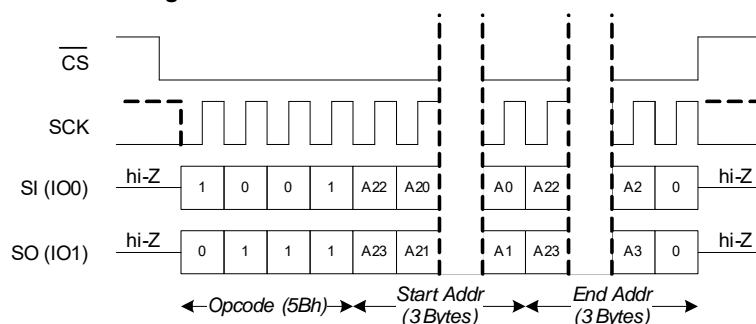 CS
SCK
SI (IO0) hi-Z 1 0 0 1 A22 A20 A0 A22 A2 0 hi-Z
SO (IO1) hi-Z 0 1 1 1 A23 A21 A1 A23 A3 0 hi-Z
Opcode (5Bh) Start Addr (3 Bytes) End Addr (3 Bytes)